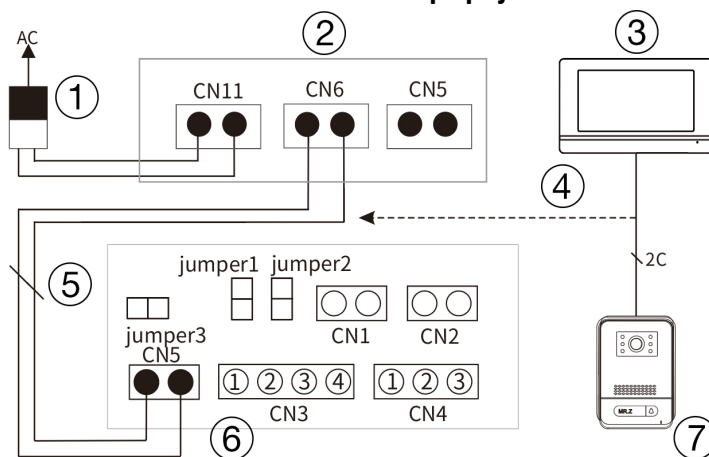 AC
①
②
③
CN11
CN6
CN5
④
2C
⑤
jumper1
jumper2
jumper3
CN1
CN2
CN5
① ② ③ ④
① ② ③
CN3
CN4
⑥
MR.Z
⑦